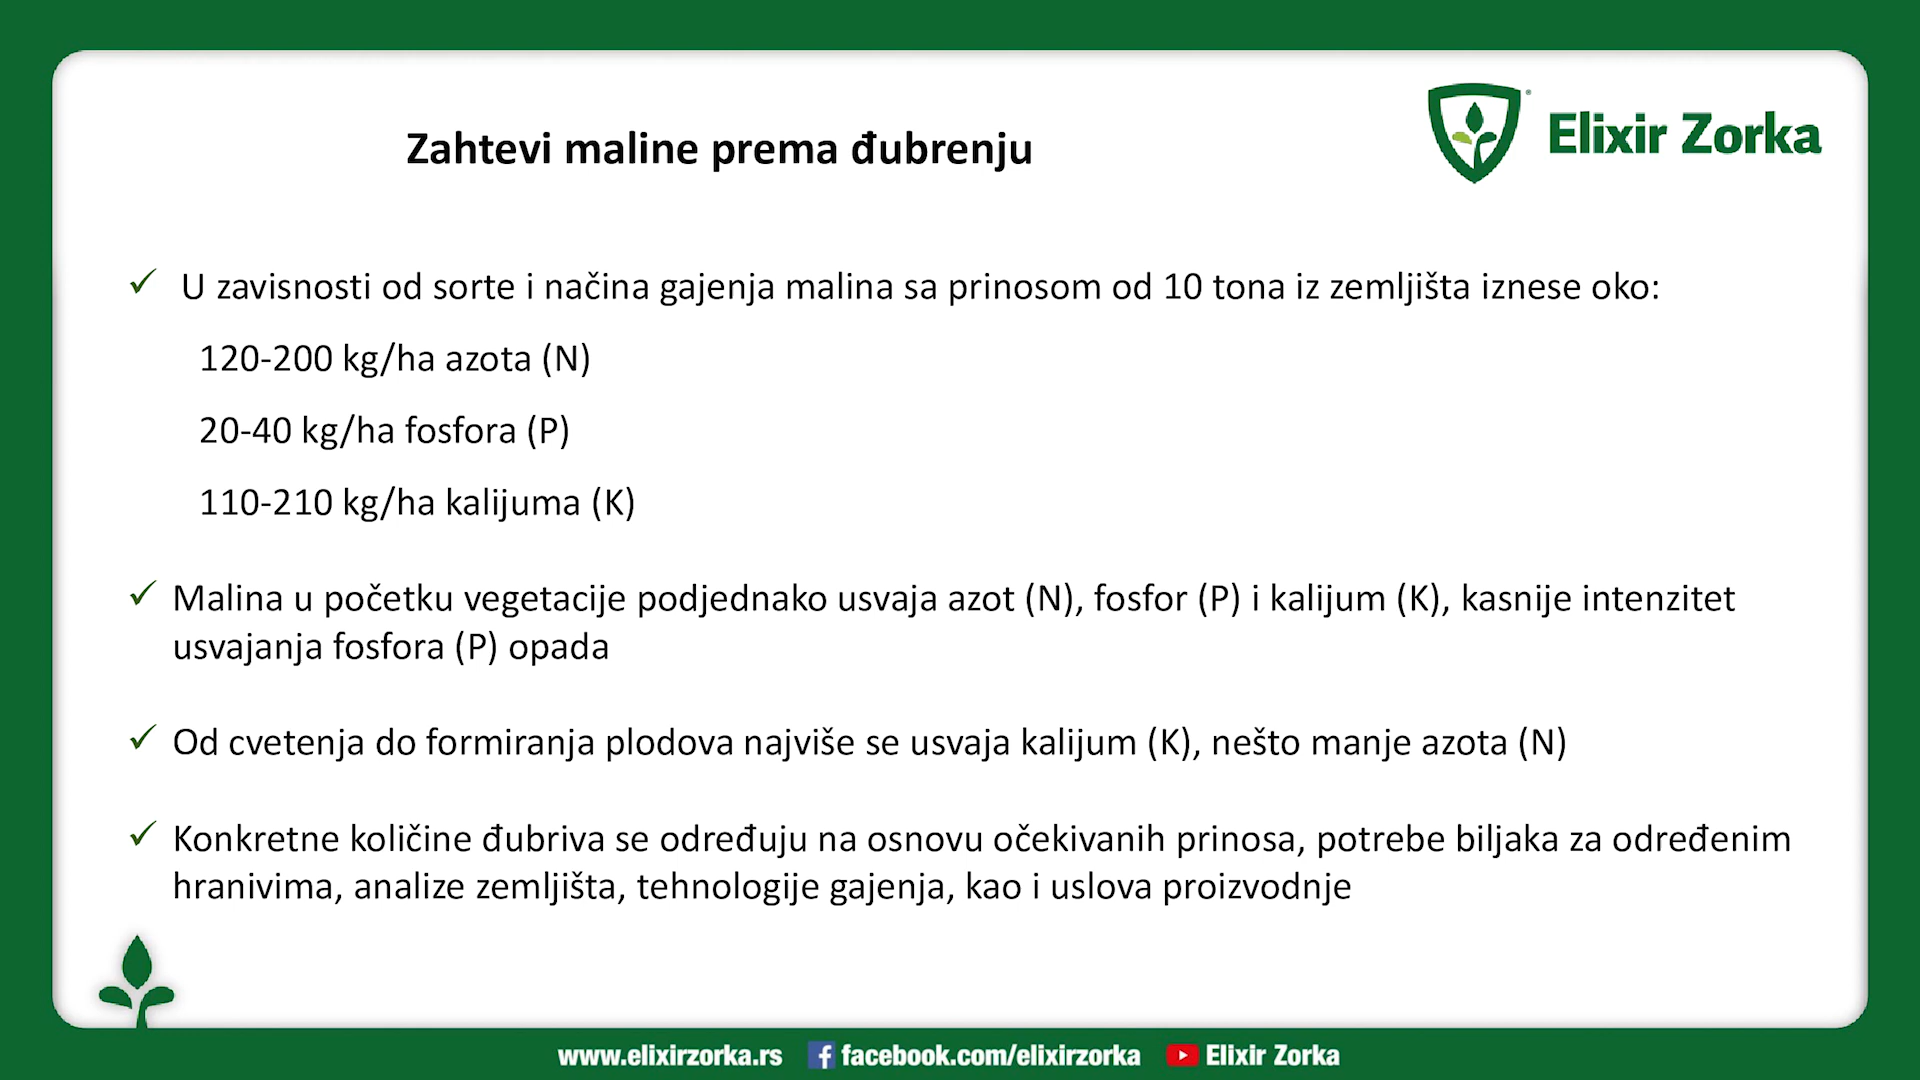 Zahtevi maline prema đubrenju
Elixir Zorka
U zavisnosti od sorte i načina gajenja malina sa prinosom od 10 tona iz zemljišta iznese oko:
120-200 kg/ha azota (N)
20-40 kg/ha fosfora (P)
110-210 kg/ha kalijuma (K)
Malina u početku vegetacije podjednako usvaja azot (N), fosfor (P) i kalijum (K), kasnije intenzitet
usvajanja fosfora (P) opada
Od cvetenja do formiranja plodova najviše se usvaja kalijum (K), nešto manje azota (N)
Konkretne količine đubriva se određuju na osnovu očekivanih prinosa, potrebe biljaka za određenim
hranivima, analize zemljišta, tehnologije gajenja, kao i uslova proizvodnje
www.elixirzorka.rs facebook.com/elixirzorka Elixir Zorka